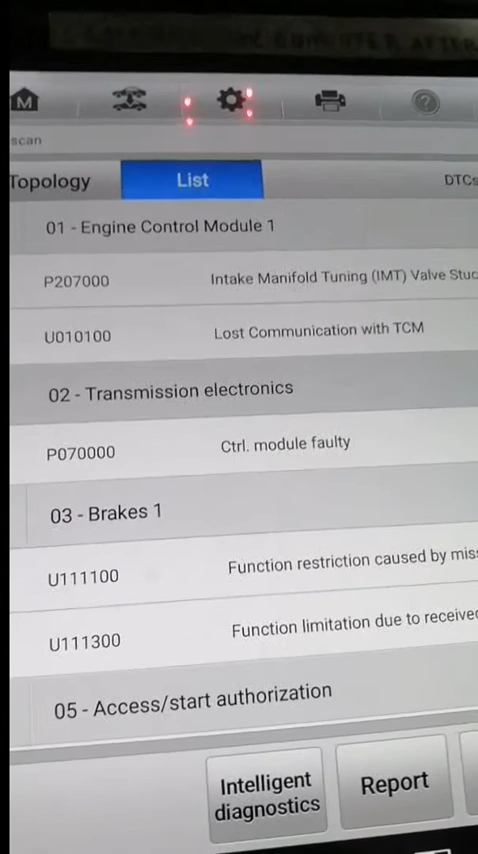 M
?
scan
Topology List DTCs
01 - Engine Control Module 1
P207000 Intake Manifold Tuning (IMT) Valve Stuc
U010100 Lost Communication with TCM
02 - Transmission electronics
P070000 Ctrl. module faulty
03 - Brakes 1
U111100 Function restriction caused by mis
U111300 Function limitation due to received
05 - Access/start authorization
Intelligent
diagnostics
Report